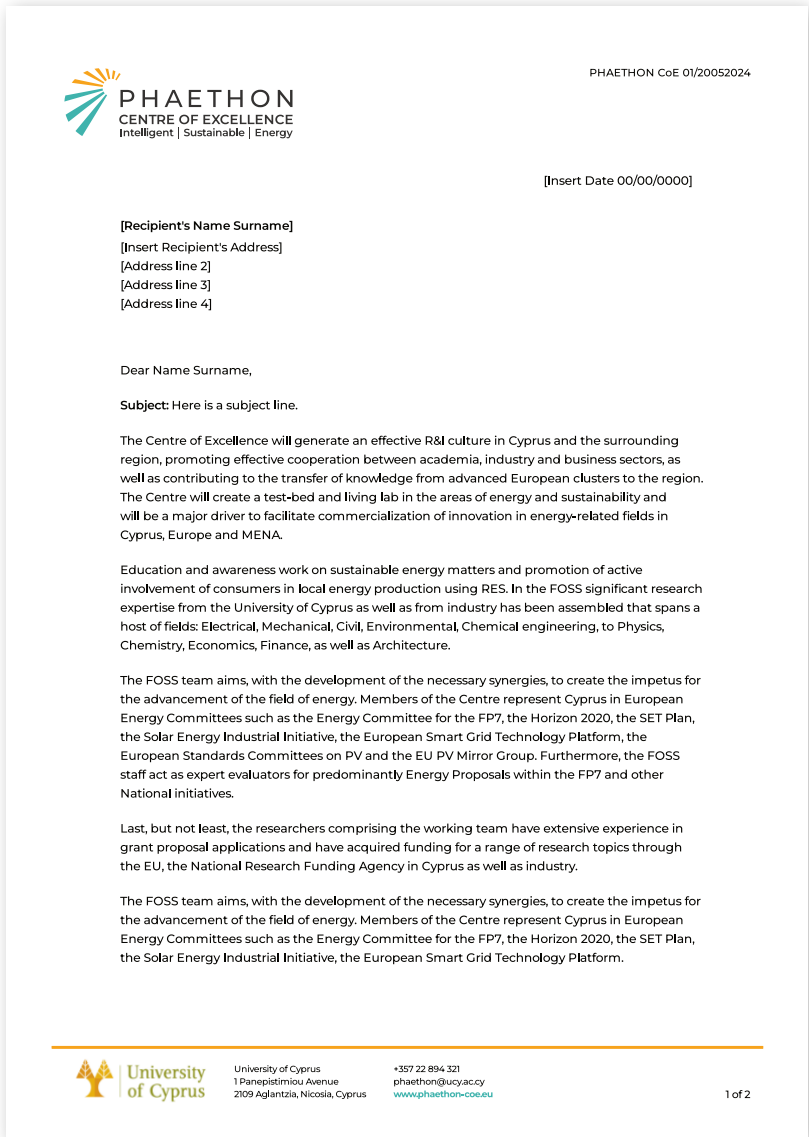 PHAETHON CoE 01/20052024
PHAETHON
CENTRE OF EXCELLENCE
Intelligent | Sustainable | Energy
[Insert Date 00/00/0000]
[Recipient's Name Surname]
[Insert Recipient's Address]
[Address line 2]
[Address line 3]
[Address line 4]
Dear Name Surname,
Subject: Here is a subject line.
The Centre of Excellence will generate an effective R&I culture in Cyprus and the surrounding
region, promoting effective cooperation between academia, industry and business sectors, as
well as contributing to the transfer of knowledge from advanced European clusters to the region.
The Centre will create a test-bed and living lab in the areas of energy and sustainability and
will be a major driver to facilitate commercialization of innovation in energy-related fields in
Cyprus, Europe and MENA.
Education and awareness work on sustainable energy matters and promotion of active
involvement of consumers in local energy production using RES. In the FOSS significant research
expertise from the University of Cyprus as well as from industry has been assembled that spans a
host of fields: Electrical, Mechanical, Civil, Environmental, Chemical engineering, to Physics,
Chemistry, Economics, Finance, as well as Architecture.
The FOSS team aims, with the development of the necessary synergies, to create the impetus for
the advancement of the field of energy. Members of the Centre represent Cyprus in European
Energy Committees such as the Energy Committee for the FP7, the Horizon 2020, the SET Plan,
the Solar Energy Industrial Initiative, the European Smart Grid Technology Platform, the
European Standards Committees on PV and the EU PV Mirror Group. Furthermore, the FOSS
staff act as expert evaluators for predominantly Energy Proposals within the FP7 and other
National initiatives.
Last, but not least, the researchers comprising the working team have extensive experience in
grant proposal applications and have acquired funding for a range of research topics through
the EU, the National Research Funding Agency in Cyprus as well as industry.
The FOSS team aims, with the development of the necessary synergies, to create the impetus for
the advancement of the field of energy. Members of the Centre represent Cyprus in European
Energy Committees such as the Energy Committee for the FP7, the Horizon 2020, the SET Plan,
the Solar Energy Industrial Initiative, the European Smart Grid Technology Platform.
University
of Cyprus
University of Cyprus
1 Panepistimiou Avenue
2109 Aglantzia, Nicosia, Cyprus
+357 22 894 321
phaethon@ucy.ac.cy
www.phaethon-coe.eu
1 of 2